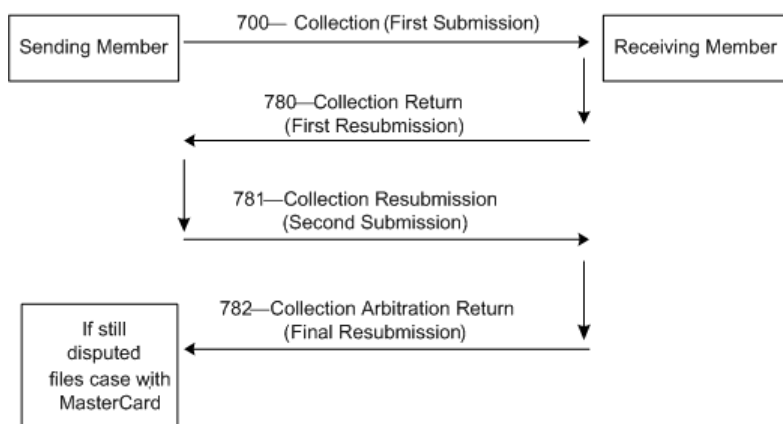 700— Collection (First Submission)
Sending Member
Receiving Member
780—Collection Return
(First Resubmission)
781—Collection Resubmission
(Second Submission)
782—Collection Arbitration Return
(Final Resubmission)
If still
disputed
files case with
MasterCard